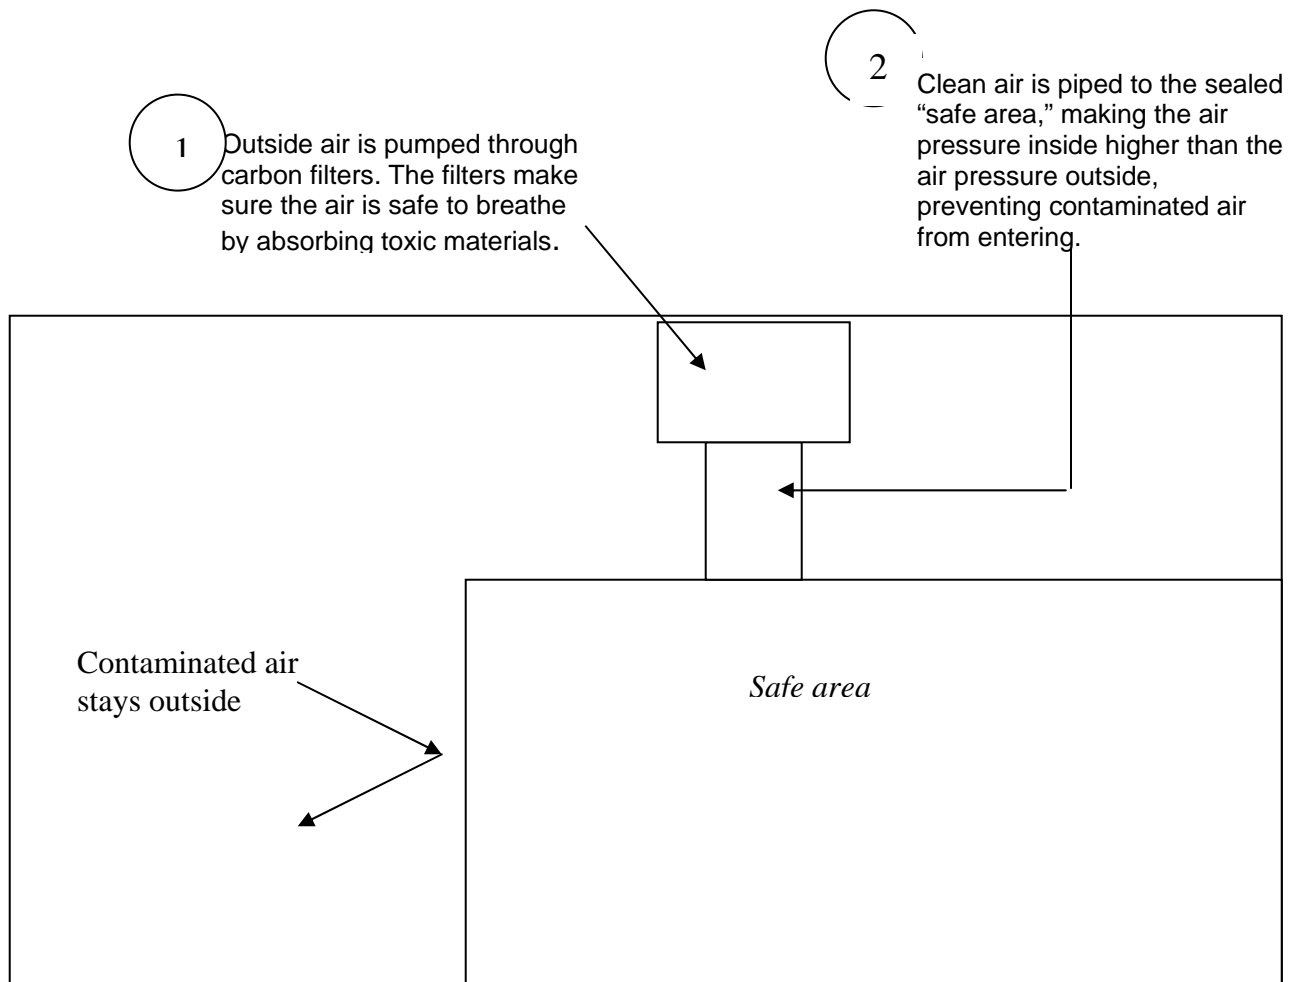 1
Outside air is pumped through
carbon filters. The filters make
sure the air is safe to breathe
by absorbing toxic materials.
2
Clean air is piped to the sealed
“safe area,” making the air
pressure inside higher than the
air pressure outside,
preventing contaminated air
from entering.
Contaminated air
stays outside
Safe area